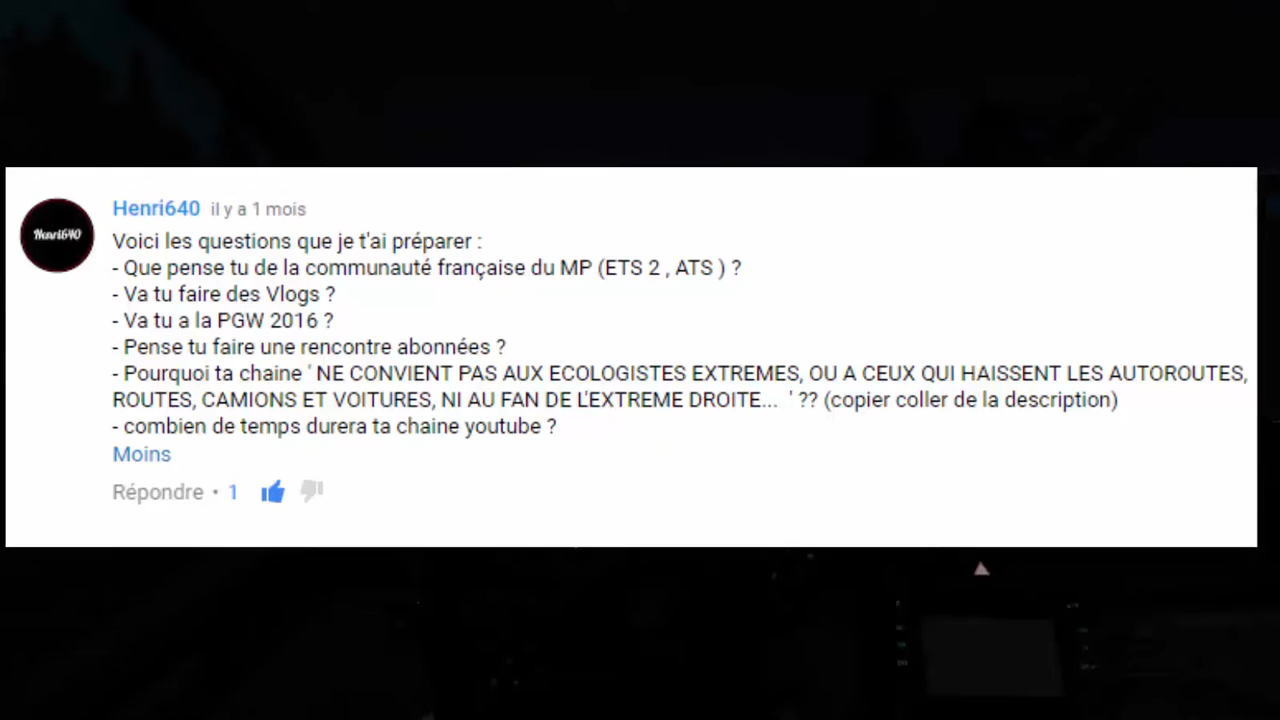 Henri640
Henri640 il y a 1 mois
Voici les questions que je t'ai préparer :
- Que pense tu de la communauté française du MP (ETS 2 , ATS ) ?
- Va tu faire des Vlogs ?
- Va tu a la PGW 2016 ?
- Pense tu faire une rencontre abonnées ?
- Pourquoi ta chaine ' NE CONVIENT PAS AUX ECOLOGISTES EXTREMES, OU A CEUX QUI HAISSENT LES AUTOROUTES,
ROUTES, CAMIONS ET VOITURES, NI AU FAN DE L'EXTREME DROITE... ' ?? (copier coller de la description)
- combien de temps durera ta chaine youtube ?
Moins
Répondre • 1